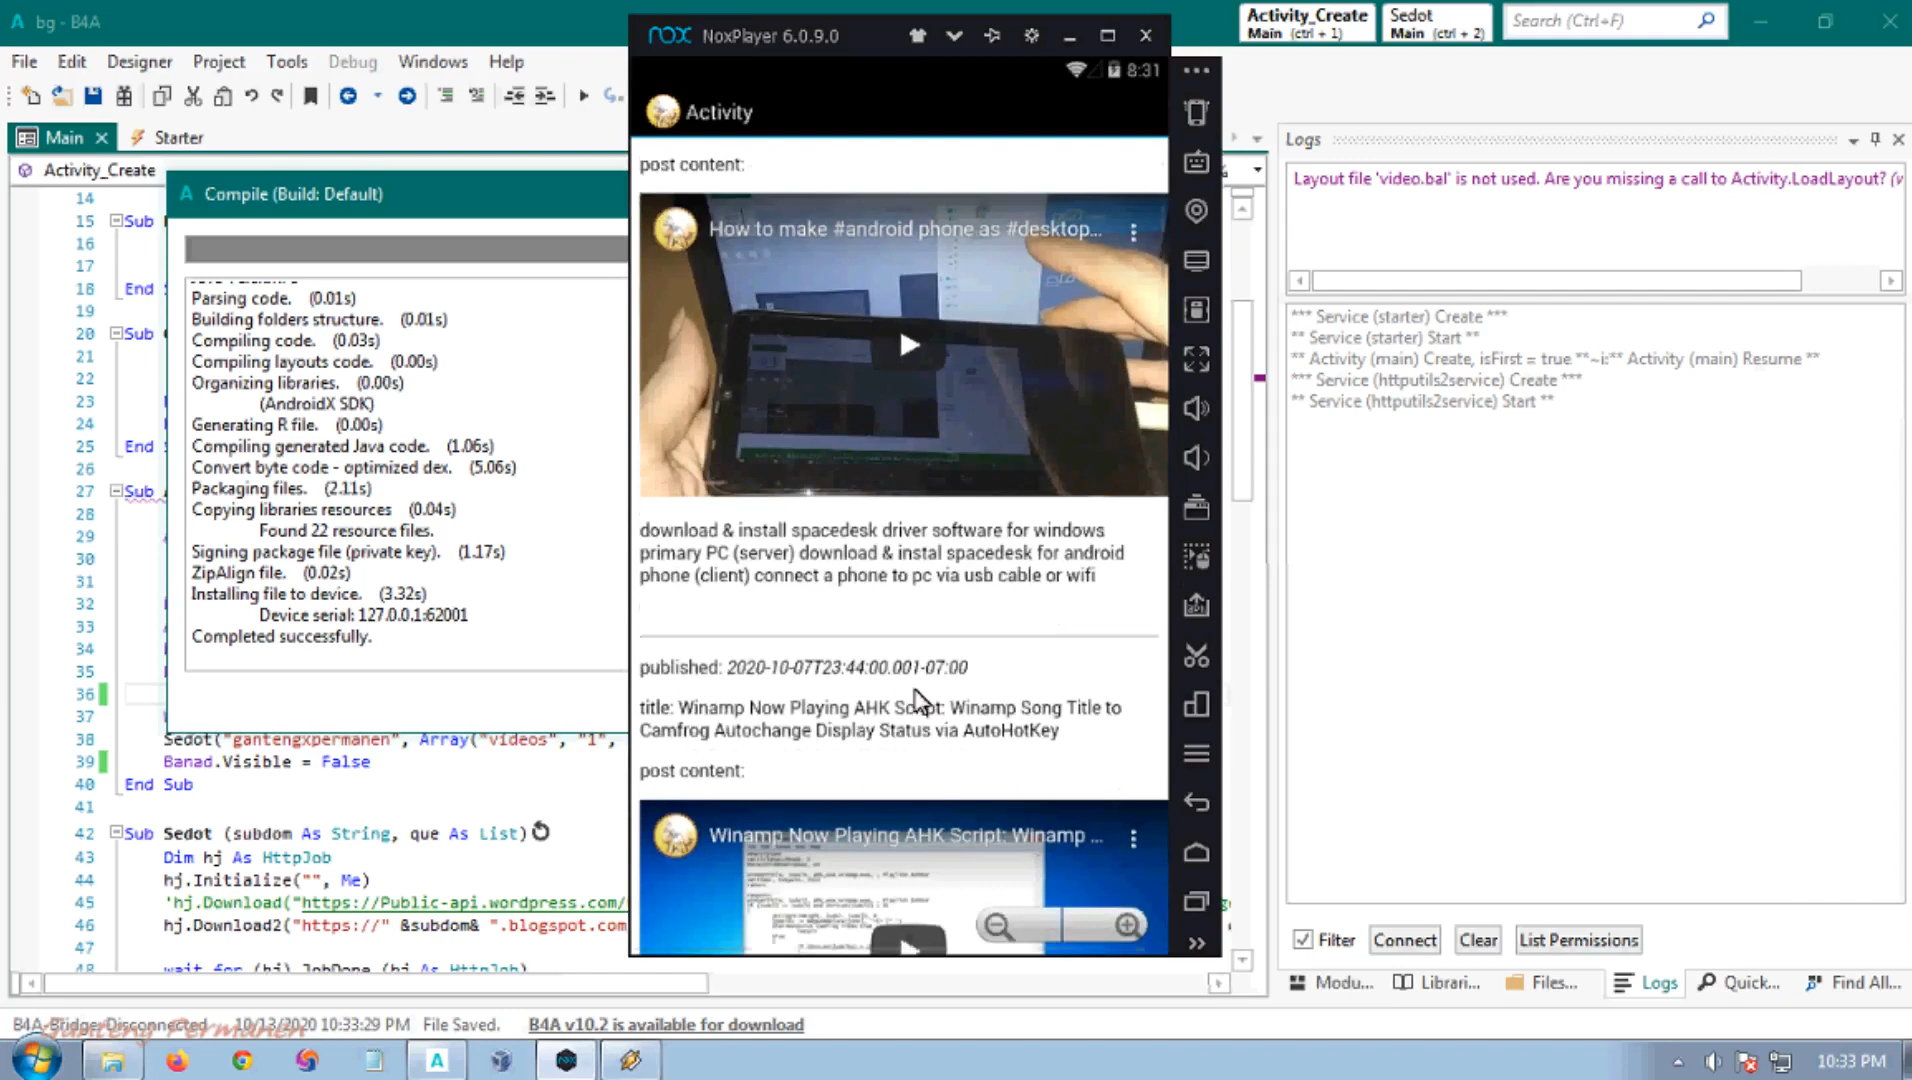 bg - B4A
Activity_Create
Main (ctrl + 1)
Sedot
Main (ctrl + 2)
Search (Ctrl+F)
File Edit Designer Project Tools Debug Windows Help
Main
Starter
Activity_Create
14
15 Sub
16
17
18 End
19
20 Sub
21
22
23
24
25 End
26
27 Sub
28
29
30
31
32
33
34
35
36
37
38 Sedot("gantengxpermanen", Array("videos", "1",
39 Banad.Visible = False
40 End Sub
41
42 Sub Sedot (subdom As String, que As List)
43 Dim hj As HttpJob
44 hj.Initialize("", Me)
45 'hj.Download("https://Public-api.wordpress.com/
46 hj.Download2("https://" &subdom& ".blogspot.com
47
48 wait for (hj) JobDone (hj As HttpJob)
Compile (Build: Default)
Parsing code. (0.01s)
Building folders structure. (0.01s)
Compiling code. (0.03s)
Compiling layouts code. (0.00s)
Organizing libraries. (0.00s)
(AndroidX SDK)
Generating R file. (0.00s)
Compiling generated Java code. (1.06s)
Convert byte code - optimized dex. (5.06s)
Packaging files. (2.11s)
Copying libraries resources (0.04s)
Found 22 resource files.
Signing package file (private key). (1.17s)
ZipAlign file. (0.02s)
Installing file to device. (3.32s)
Device serial: 127.0.0.1:62001
Completed successfully.
nox NoxPlayer 6.0.9.0
8:31
Activity
post content:
How to make #android phone as #desktop...
download & install spacedesk driver software for windows
primary PC (server) download & instal spacedesk for android
phone (client) connect a phone to pc via usb cable or wifi
published: 2020-10-07T23:44:00.001-07:00
title: Winamp Now Playing AHK Script: Winamp Song Title to
Camfrog Autochange Display Status via AutoHotKey
post content:
Winamp Now Playing AHK Script: Winamp ...
Logs
Layout file 'video.bal' is not used. Are you missing a call to Activity.LoadLayout? (
*** Service (starter) Create ***
** Service (starter) Start **
** Activity (main) Create, isFirst = true **~i:** Activity (main) Resume **
*** Service (httputils2service) Create ***
** Service (httputils2service) Start **
Filter Connect Clear List Permissions
Modu... Librari... Files... Logs Quick... Find All...
B4A-Bridge: Disconnected 10/13/2020 10:33:29 PM File Saved. B4A v10.2 is available for download
Ganteng Permanen
10:33 PM